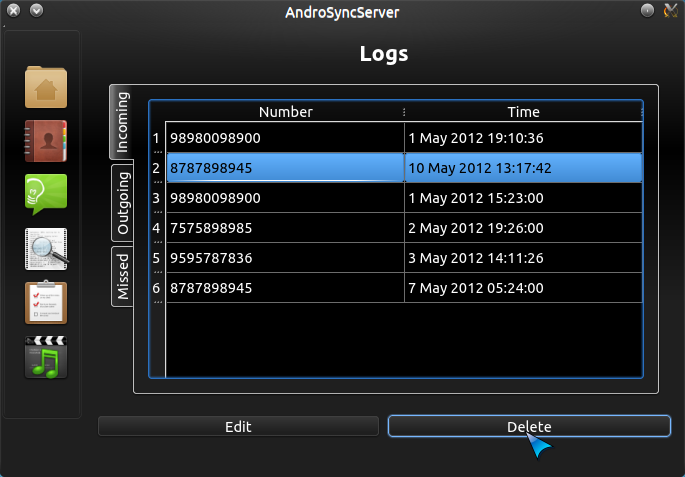 AndroSyncServer
Logs
Incoming
Outgoing
Missed
Number Time
1 98980098900 1 May 2012 19:10:36
2 8787898945 10 May 2012 13:17:42
3 98980098900 1 May 2012 15:23:00
4 7575898985 2 May 2012 19:26:00
5 9595787836 3 May 2012 14:11:26
6 8787898945 7 May 2012 05:24:00
Edit Delete